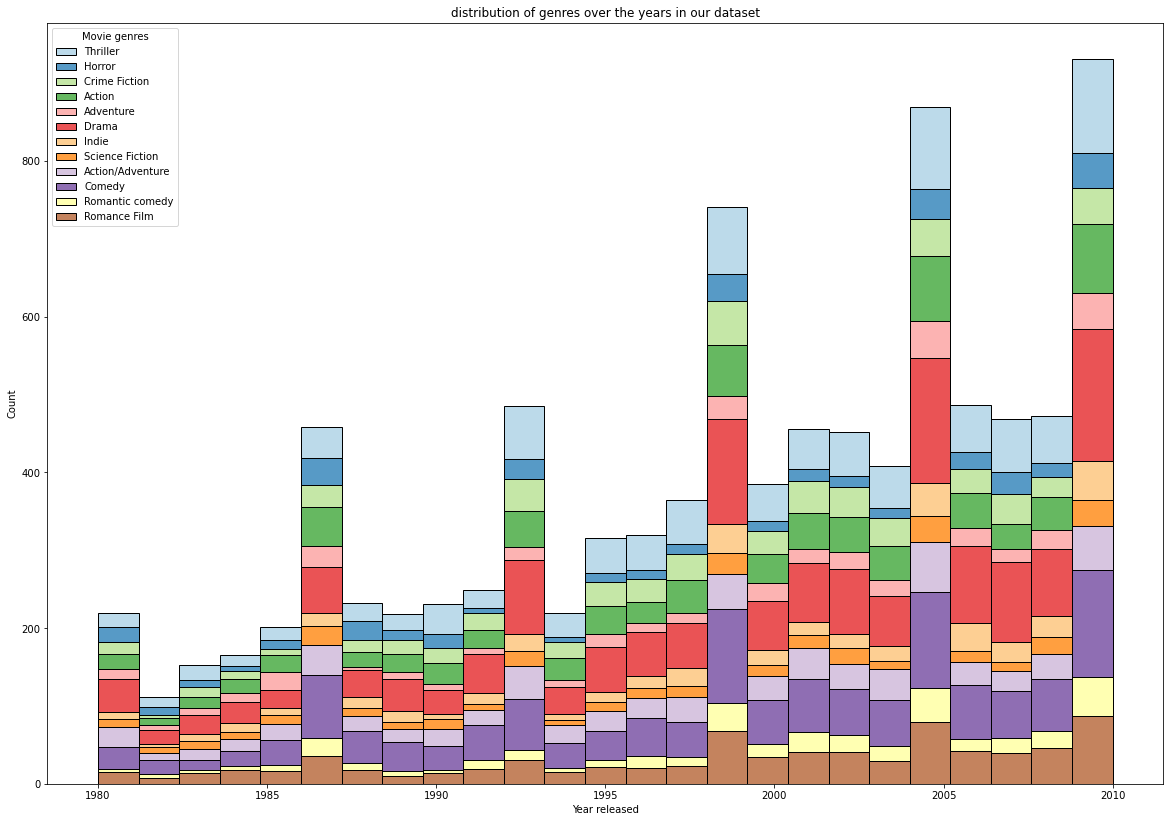 distribution of genres over the years in our dataset
Movie genres
Thriller
Horror
Crime Fiction
Action
Adventure
Drama
Indie
Science Fiction
Action/Adventure
Comedy
Romantic comedy
Romance Film
Count
800
600
400
200
0
1980 1985 1990 1995 2000 2005 2010
Year released